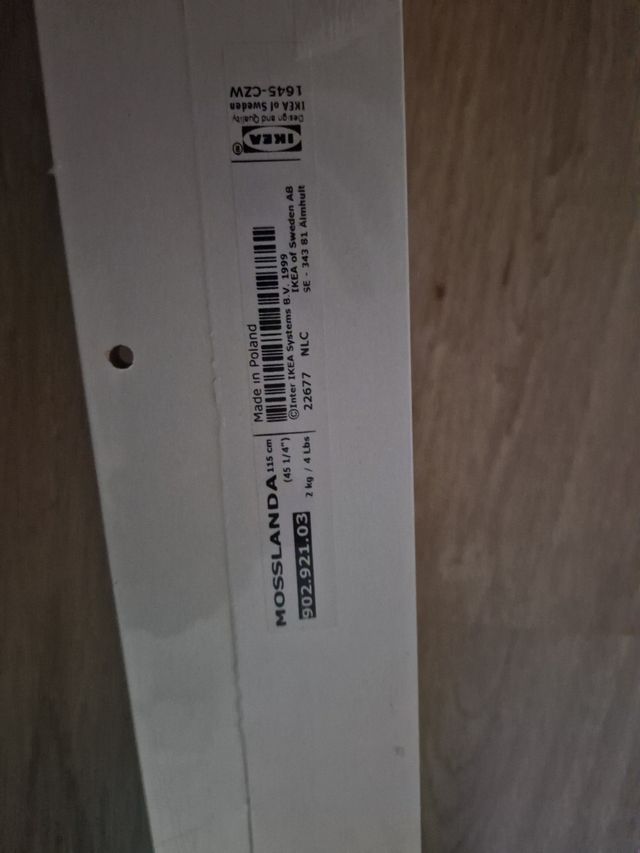 MOSSLANDA 115 cm
(45 1/4")
902.921.03
2 kg / 4 Lbs
Made in Poland
©Inter IKEA Systems B.V. 1999
IKEA of Sweden AB
22677 NLC SE - 343 81 Älmhult
IKEA®
Design and Quality
IKEA of Sweden
1645-CZW